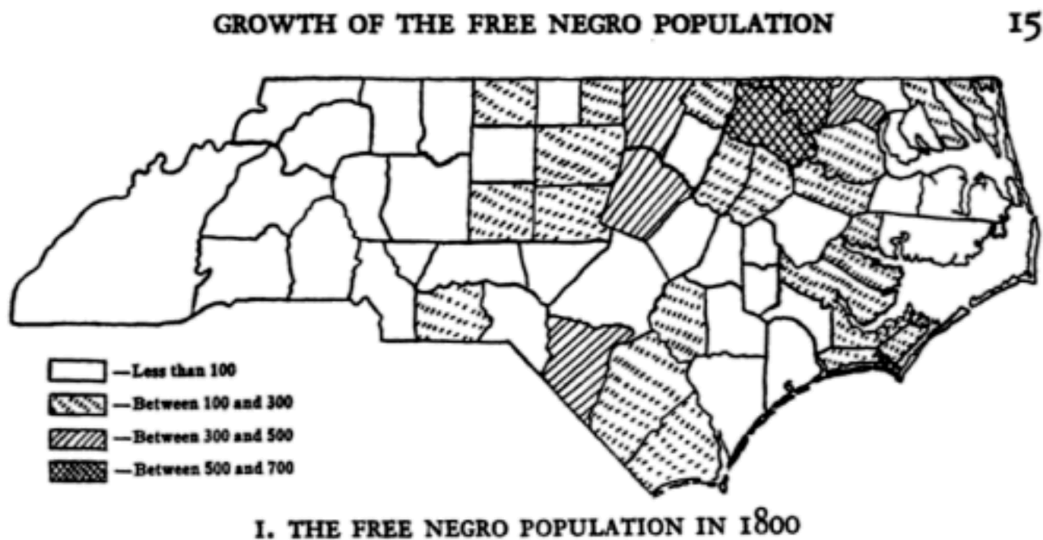 GROWTH OF THE FREE NEGRO POPULATION 15
—Less than 100
—Between 100 and 300
—Between 300 and 500
—Between 500 and 700
I. THE FREE NEGRO POPULATION IN 1800